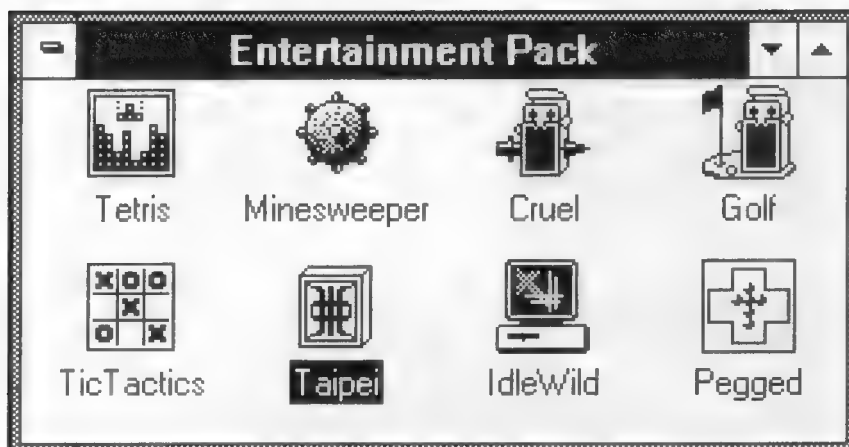 Entertainment Pack
Tetris Minesweeper Cruel Golf
TicTactics Taipei IdleWild Pegged